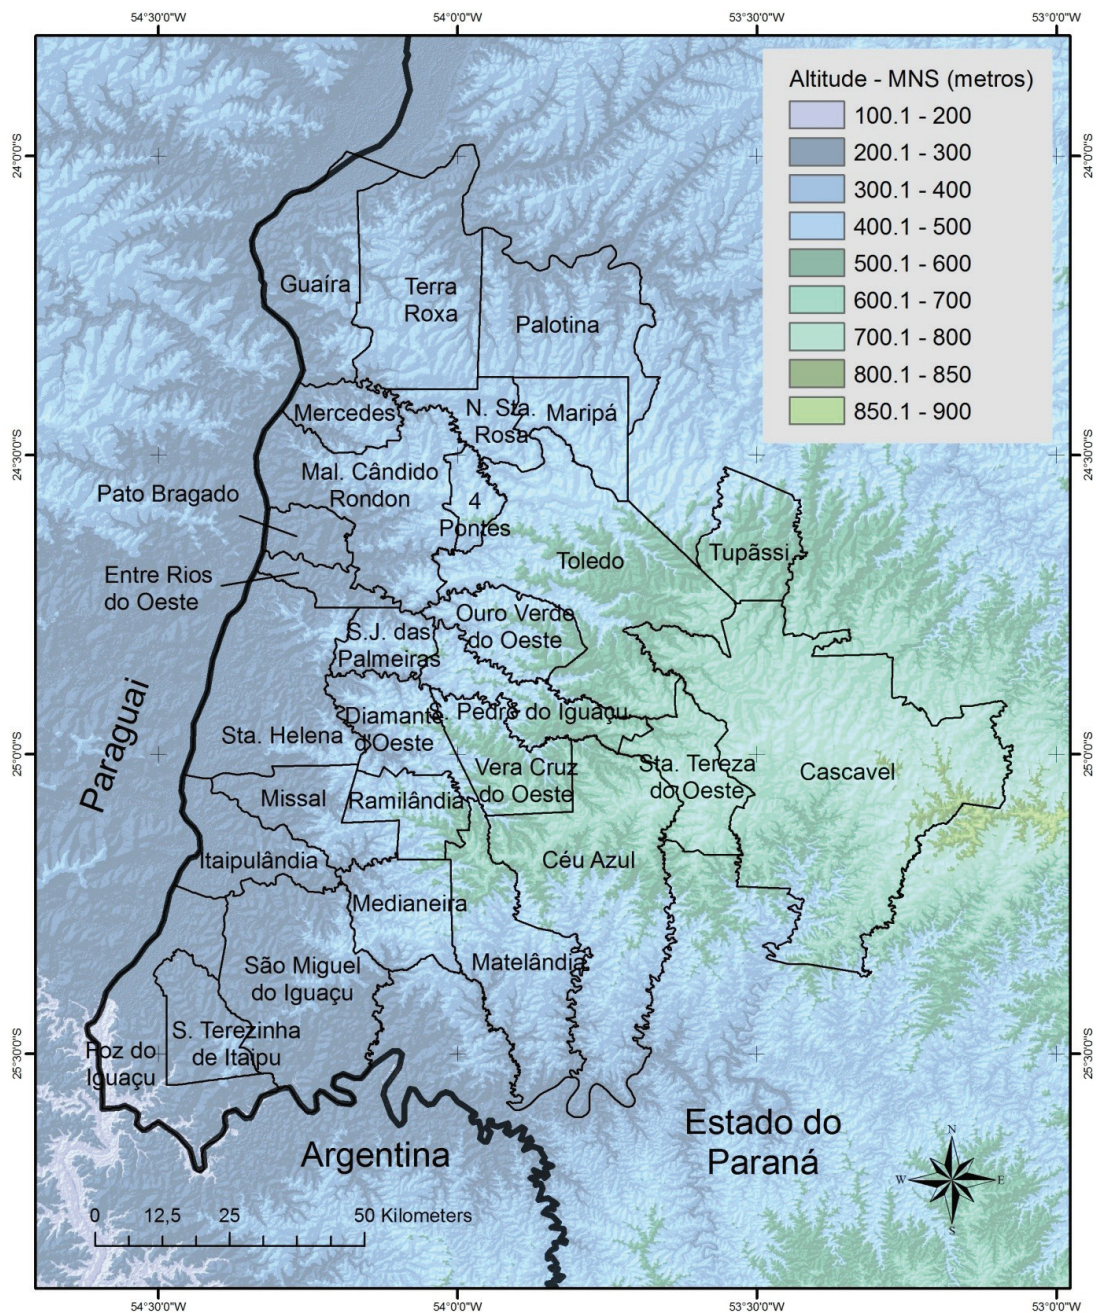 54°30'0"W
54°0'0"W
53°30'0"W
53°0'0"W
Altitude - MNS (metros)
100.1 - 200
200.1 - 300
300.1 - 400
400.1 - 500
500.1 - 600
600.1 - 700
700.1 - 800
800.1 - 850
850.1 - 900
24°0'0"S
24°0'0"S
Guaíra
Terra
Roxa
Palotina
Mercedes
N. Sta.
Rosa
Maripá
24°30'0"S
24°30'0"S
Mal. Cândido
Rondon
Pato Bragado
4
Pontes
Toledo
Tupãssi
Entre Rios
do Oeste
Ouro Verde
do Oeste
S.J. das
Palmeiras
Paraguai
Sta. Helena
Diamante
d'Oeste
S. Pedro do Iguaçu
25°0'0"S
25°0'0"S
Vera Cruz
do Oeste
Sta. Tereza
do Oeste
Cascavel
Missal
Ramilândia
Itaipulândia
Céu Azul
Medianeira
São Miguel
do Iguaçu
Matelândia
S. Terezinha
de Itaipu
Foz do
Iguaçu
25°30'0"S
25°30'0"S
Argentina
Estado do
Paraná
N
W
E
S
0 12,5 25 50 Kilometers
54°30'0"W
54°0'0"W
53°30'0"W
53°0'0"W